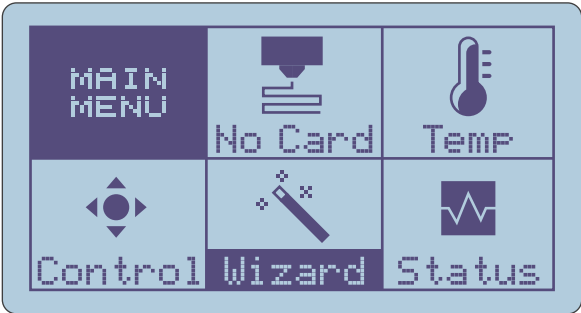 MAIN
MENU
No Card
Temp
Control
Wizard
Status